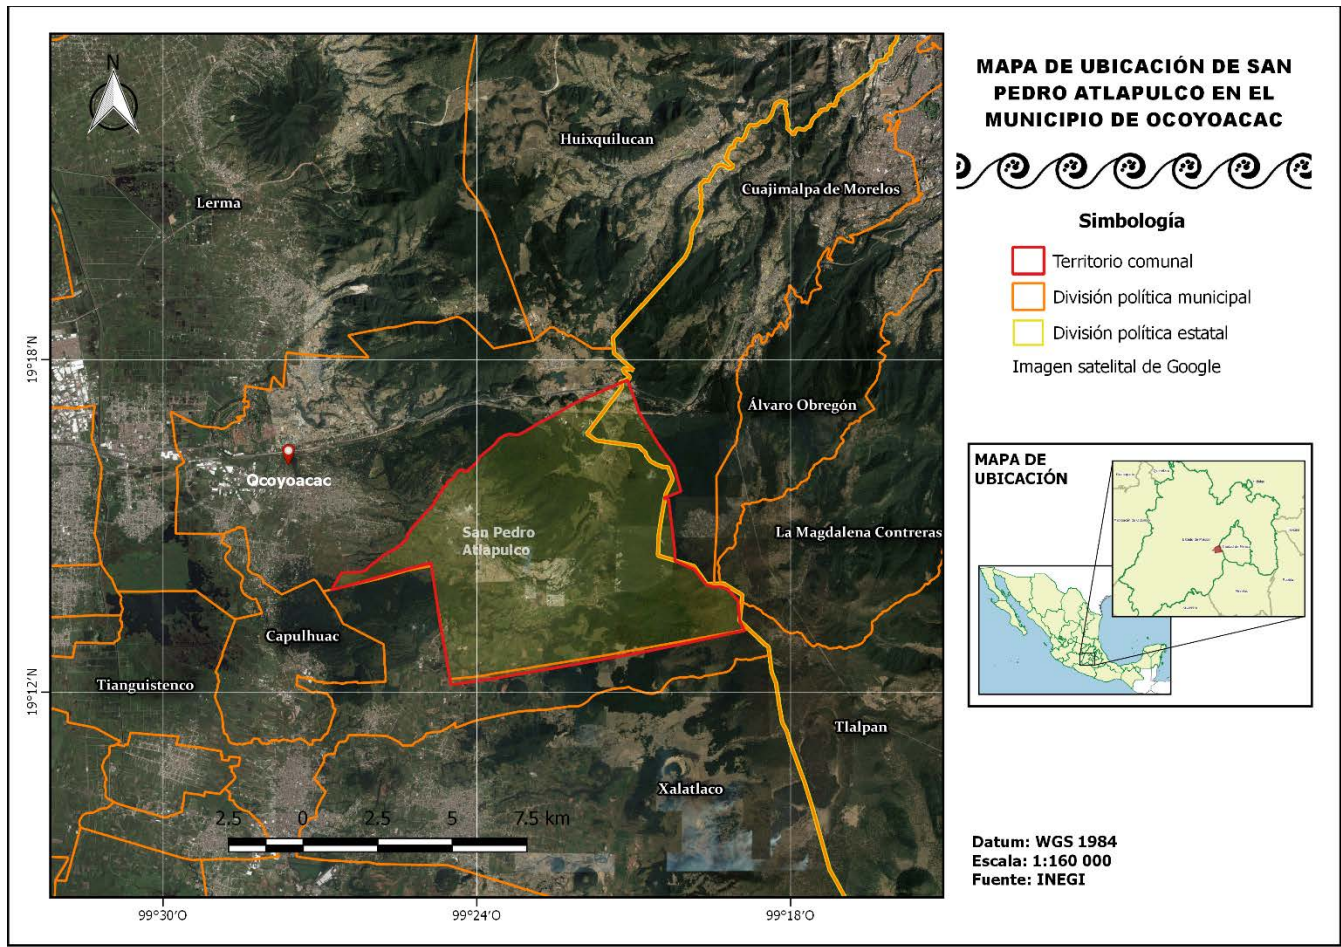 MAPA DE UBICACIÓN DE SAN
PEDRO ATLAPULCO EN EL
MUNICIPIO DE OCOYOACAC
Simbología
Territorio comunal
División política municipal
División política estatal
Imagen satelital de Google
MAPA DE
UBICACIÓN
Datum: WGS 1984
Escala: 1:160 000
Fuente: INEGI
N
Huixquilucan
Cuajimalpa de Morelos
Lerma
19°18'N
Álvaro Obregón
Ocoyoacac
San Pedro
Atlapulco
La Magdalena Contreras
Capulhuac
Tianguistenco
19°12'N
Tlalpan
Xalatlaco
2.5 0 2.5 5 7.5 km
99°30'O
99°24'O
99°18'O